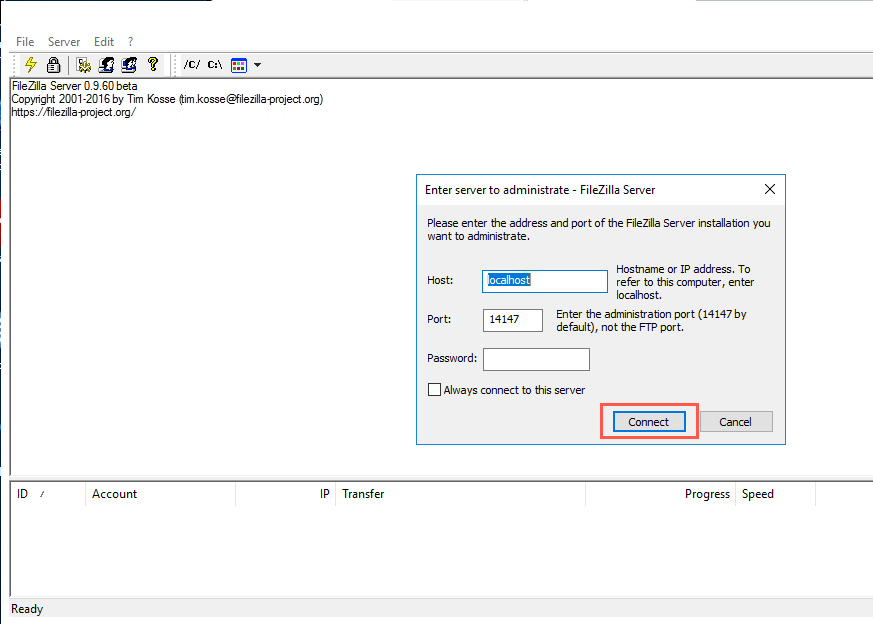 File Server Edit ?
/C/ C:\
FileZilla Server 0.9.60 beta
Copyright 2001-2016 by Tim Kosse (tim.kosse@filezilla-project.org)
https://filezilla-project.org/
Enter server to administrate - FileZilla Server
Please enter the address and port of the FileZilla Server installation you
want to administrate.
Host:
localhost
Hostname or IP address. To
refer to this computer, enter
localhost.
Port:
14147
Enter the administration port (14147 by
default), not the FTP port.
Password:
Always connect to this server
Connect
Cancel
ID / Account IP Transfer Progress Speed
Ready